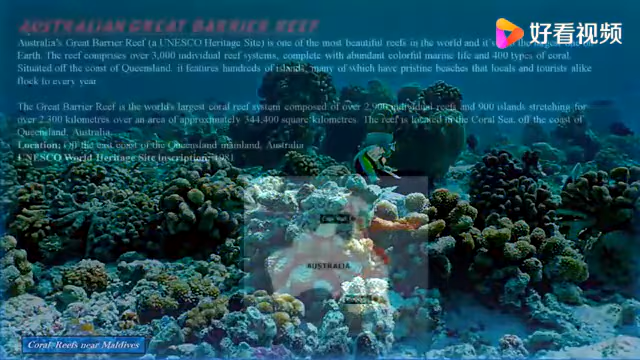 AUSTRALIAN GREAT BARRIER REEF
好看视频
Australia's Great Barrier Reef (a UNESCO Heritage Site) is one of the most beautiful reefs in the world and it's
Earth. The reef comprises over 3,000 individual reef systems, complete with abundant colorful marine life and 400 types of coral.
Situated off the coast of Queensland, it features hundreds of islands, many of which have pristine beaches that locals and tourists alike
flock to every year
The Great Barrier Reef is the world's largest coral reef system composed of over 2,900 individual reefs and 900 islands stretching for
over 2,300 kilometres over an area of approximately 344,400 square kilometres. The reef is located in the Coral Sea, off the coast of
Queensland, Australia.
Location: Off the east coast of the Queensland mainland, Australia
UNESCO World Heritage Site Inscription: 1981
AUSTRALIA
Coral Reefs near Maldives